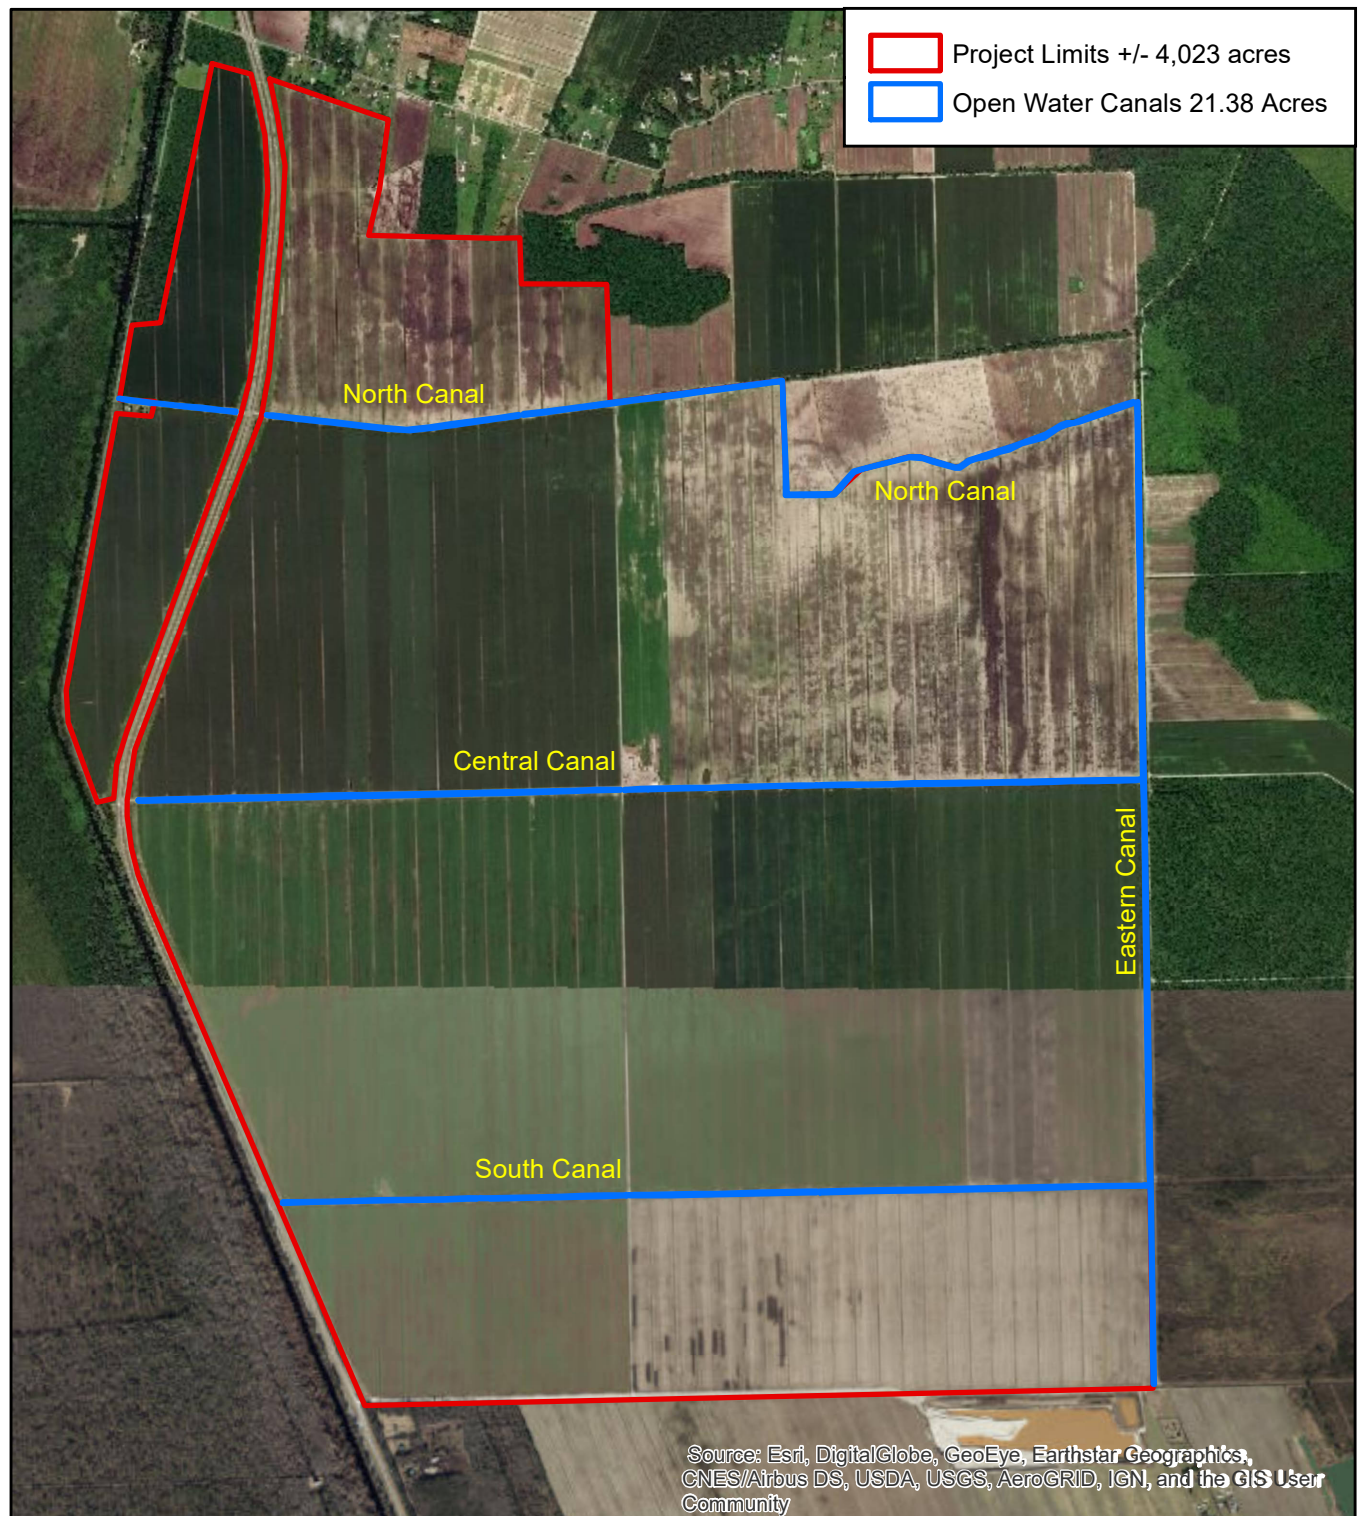 Project Limits +/- 4,023 acres
Open Water Canals 21.38 Acres
North Canal
North Canal
Central Canal
Eastern Canal
South Canal
Source: Esri, DigitalGlobe, GeoEye, Earthstar Geographics,
CNES/Airbus DS, USDA, USGS, AeroGRID, IGN, and the GIS User
Community